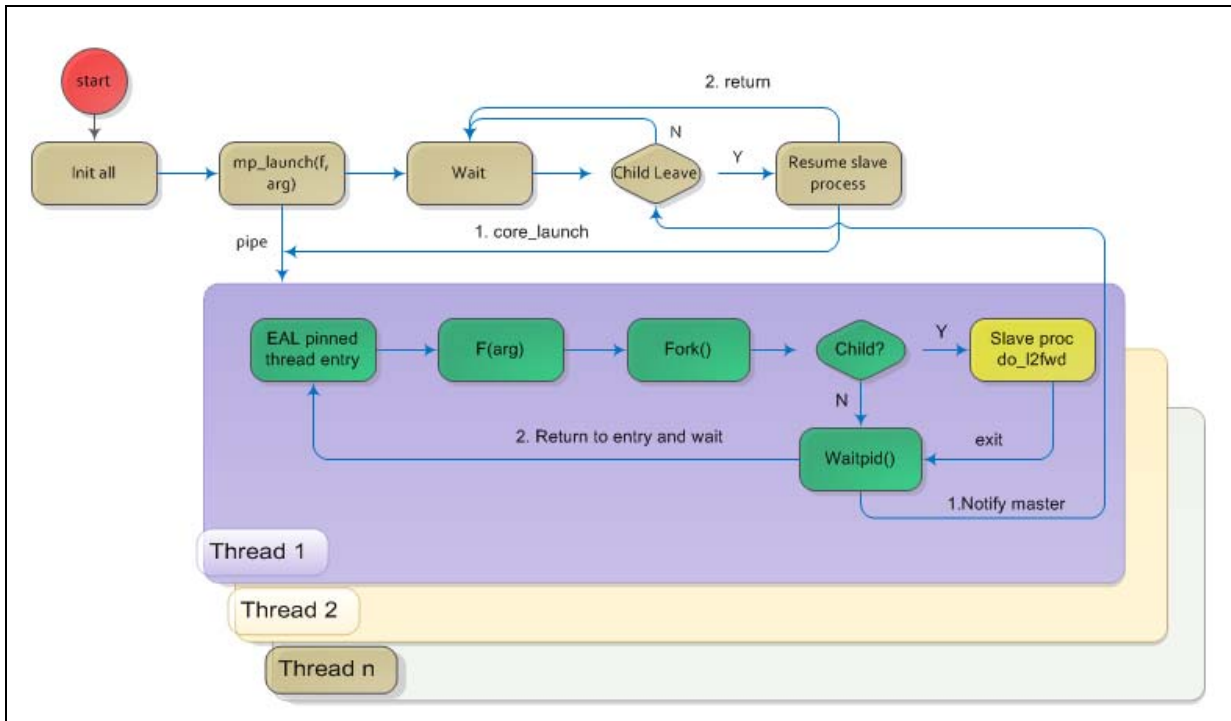 start
2. return
N
Init all
mp_launch(f,
arg)
Wait
Child Leave
Y
Resume slave
process
pipe
1. core_launch
EAL pinned
thread entry
F(arg)
Fork()
Child?
Y
Slave proc
do_l2fwd
N
2. Return to entry and wait
Waitpid()
exit
1.Notify master
Thread 1
Thread 2
Thread n